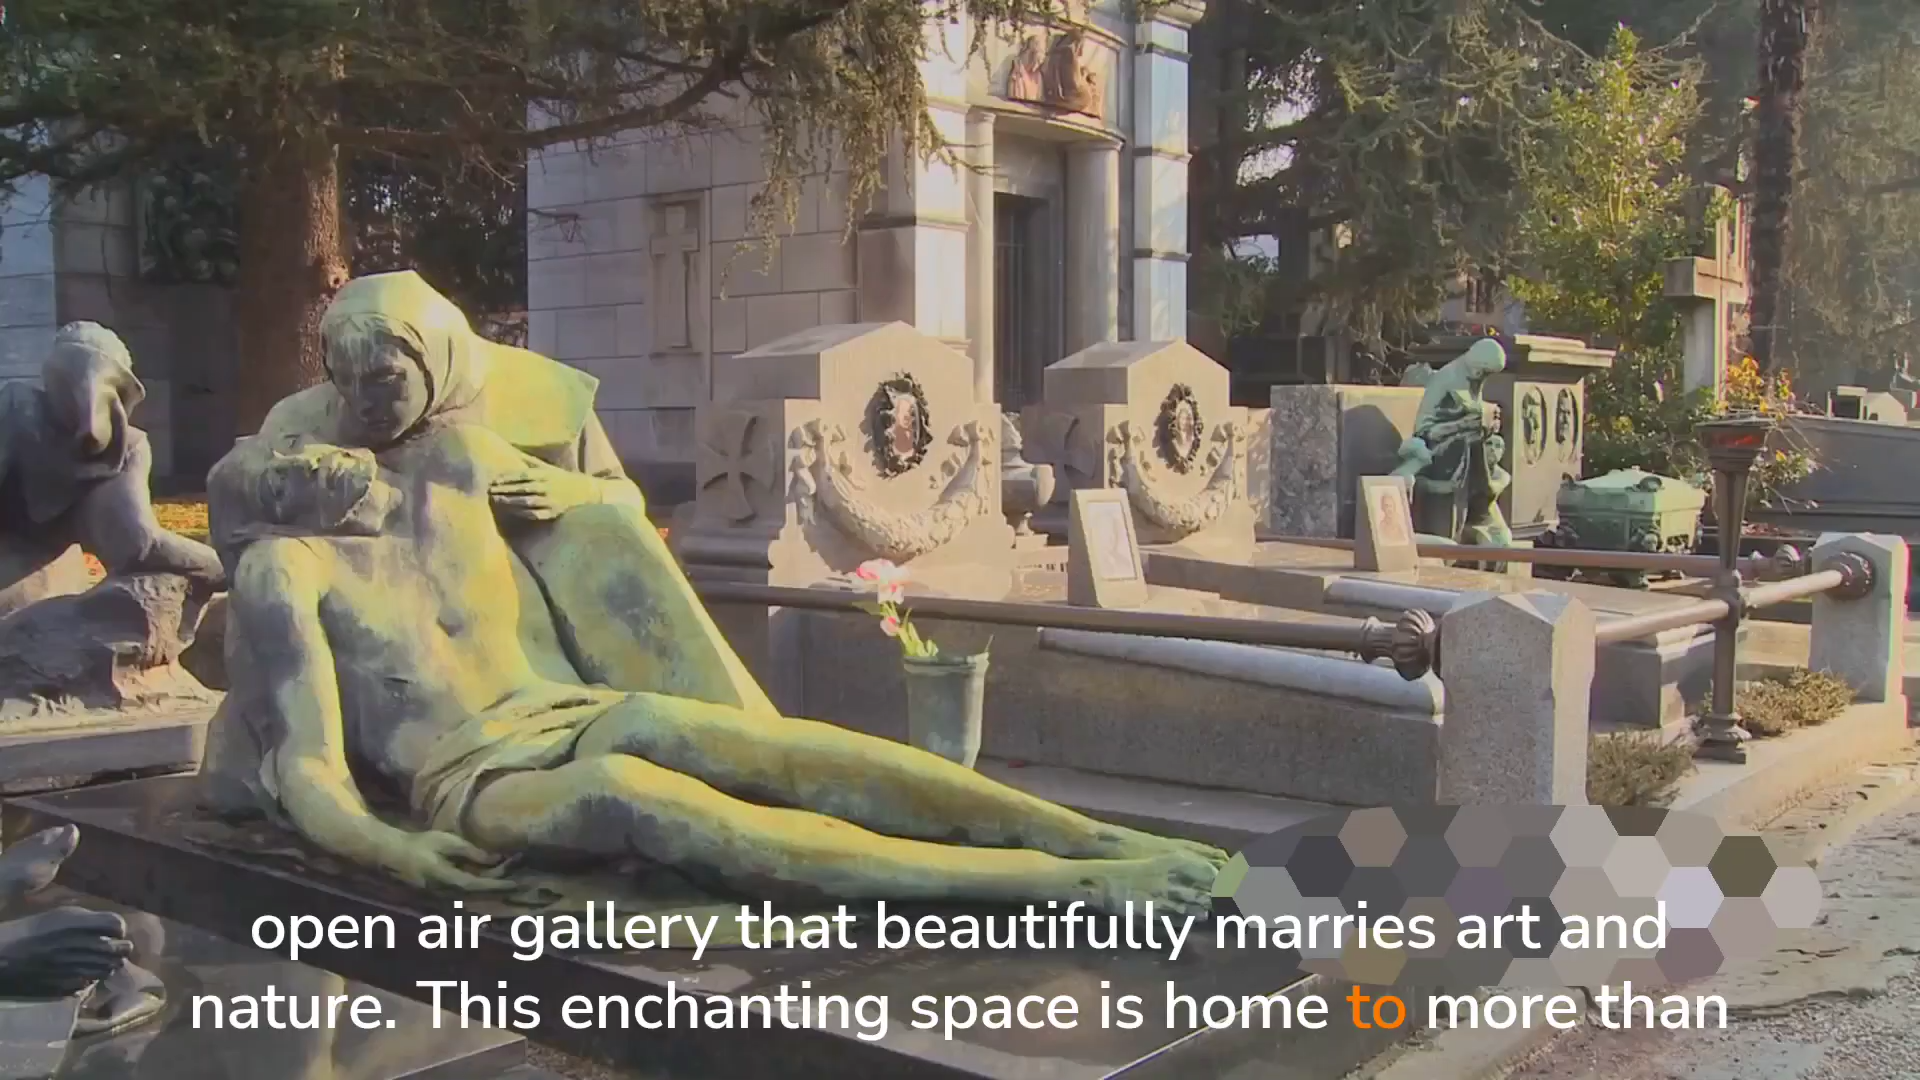 open air gallery that beautifully marries art and
nature. This enchanting space is home to more than